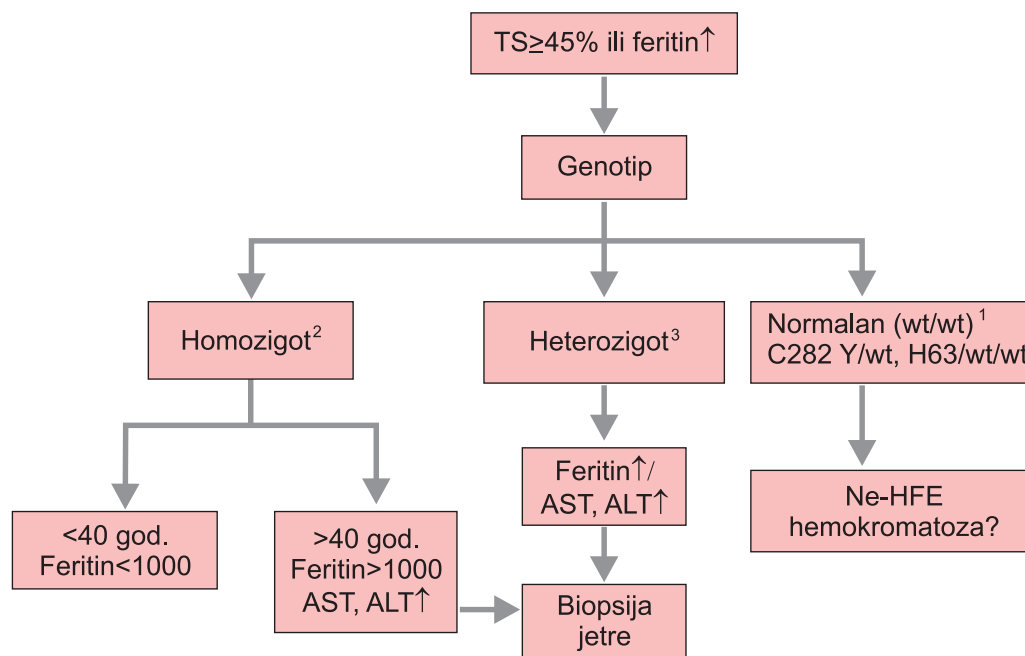 TS≥45% ili feritin↑
Genotip
Homozigot²
Heterozigot³
Normalan (wt/wt) ¹
C282 Y/wt, H63/wt/wt
<40 god.
Feritin<1000
>40 god.
Feritin>1000
AST, ALT↑
Feritin↑/
AST, ALT↑
Ne-HFE
hemokromatoza?
Biopsija
jetre